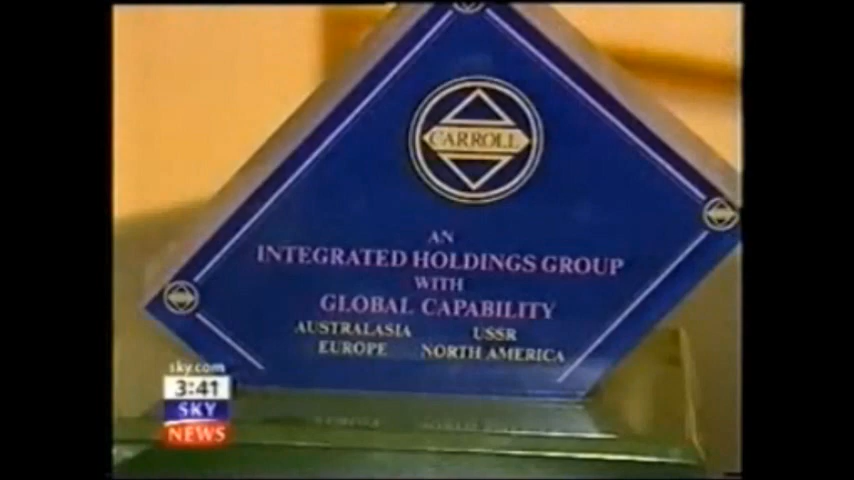 CARROLL
AN
INTEGRATED HOLDINGS GROUP
WITH
GLOBAL CAPABILITY
AUSTRALASIA USSR
EUROPE NORTH AMERICA
sky.com
3:41
SKY
NEWS